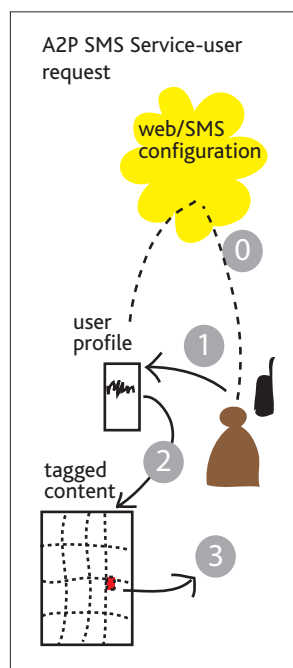 A2P SMS Service-user
request
web/SMS
configuration
0
1
user
profile
2
tagged
content
3